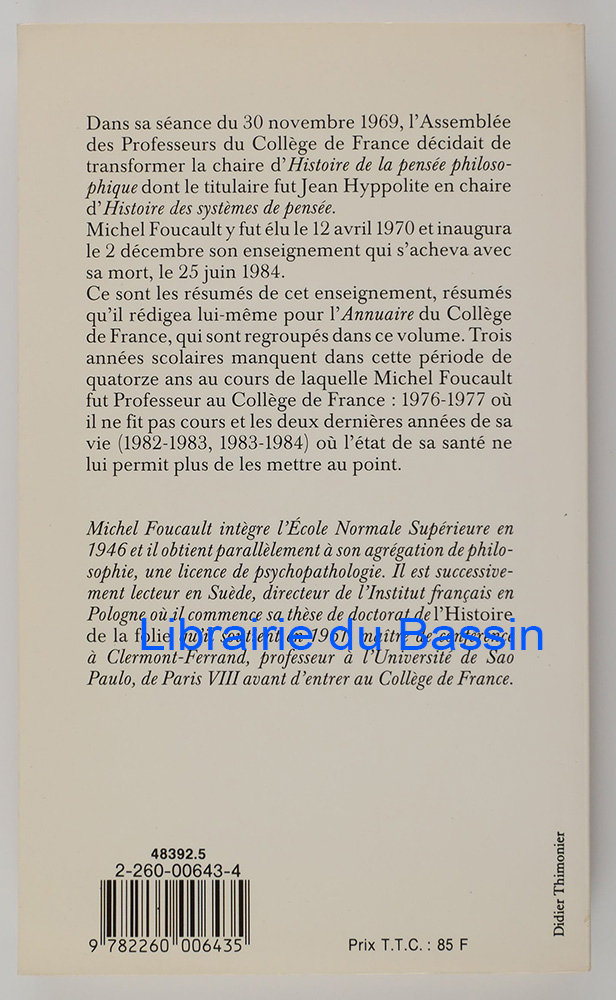 Dans sa séance du 30 novembre 1969, l'Assemblée
des Professeurs du Collège de France décidait de
transformer la chaire d'Histoire de la pensée philoso-
phique dont le titulaire fut Jean Hyppolite en chaire
d'Histoire des systèmes de pensée.
Michel Foucault y fut élu le 12 avril 1970 et inaugura
le 2 décembre son enseignement qui s'acheva avec
sa mort, le 25 juin 1984.
Ce sont les résumés de cet enseignement, résumés
qu'il rédigea lui-même pour l'Annuaire du Collège
de France, qui sont regroupés dans ce volume. Trois
années scolaires manquent dans cette période de
quatorze ans au cours de laquelle Michel Foucault
fut Professeur au Collège de France : 1976-1977 où
il ne fit pas cours et les deux dernières années de sa
vie (1982-1983, 1983-1984) où l'état de sa santé ne
lui permit plus de les mettre au point.
Michel Foucault intègre l'École Normale Supérieure en
1946 et il obtient parallèlement à son agrégation de philo-
sophie, une licence de psychopathologie. Il est successive-
ment lecteur en Suède, directeur de l'Institut français en
Pologne où il commence sa thèse de doctorat de l'Histoire
de la folie qu'il soutient en 1961, maître de conférence
à Clermont-Ferrand, professeur à l'Université de Sao
Paulo, de Paris VIII avant d'entrer au Collège de France.
Librairie du Bassin
48392.5
2-260-00643-4
9 782260 006435
Prix T.T.C. : 85 F
Didier Thimonier